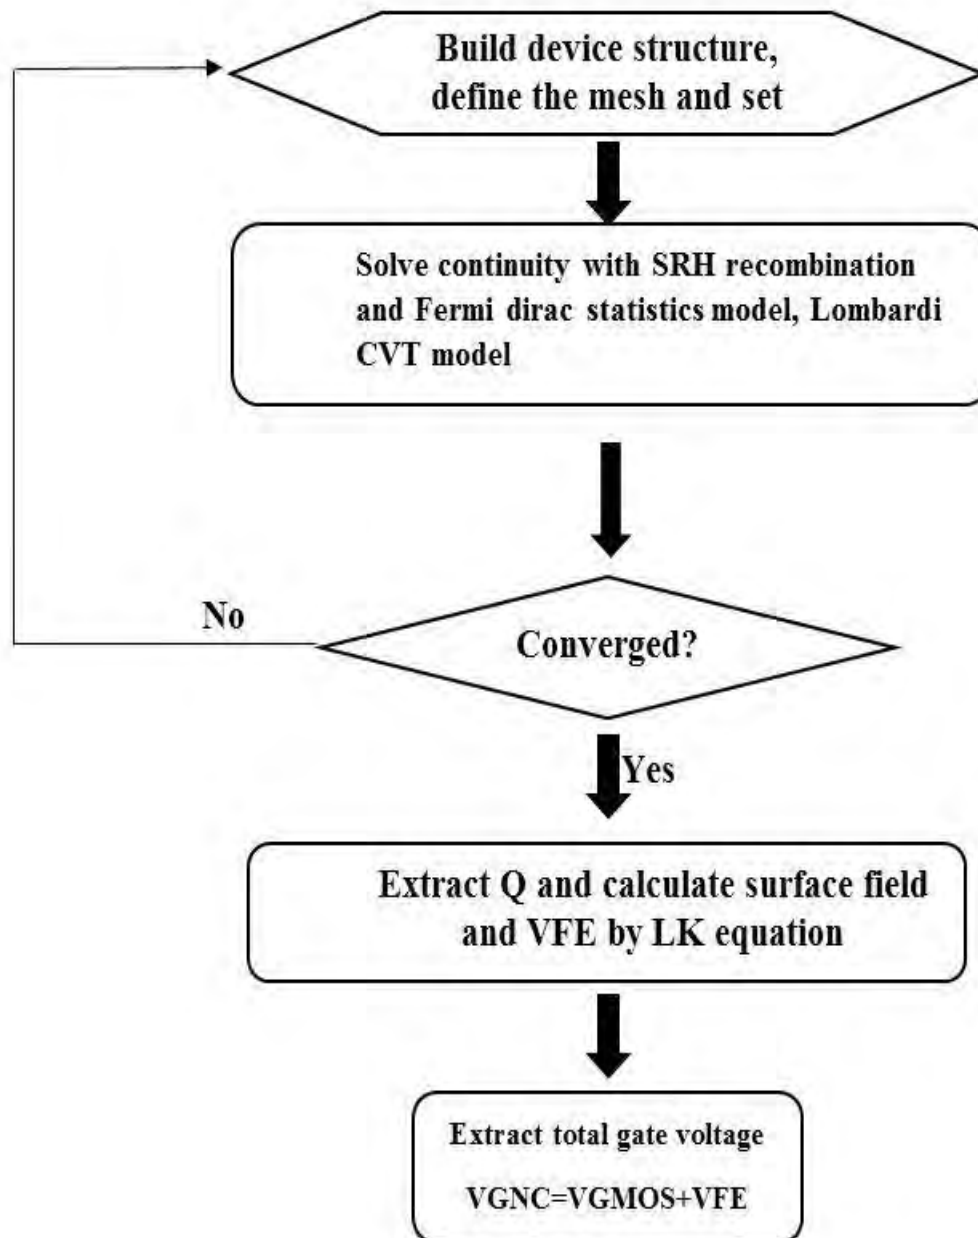 Build device structure,
define the mesh and set
Solve continuity with SRH recombination
and Fermi dirac statistics model, Lombardi
CVT model
No
Converged?
Yes
Extract Q and calculate surface field
and VFE by LK equation
Extract total gate voltage
VGNC=VGMOS+VFE